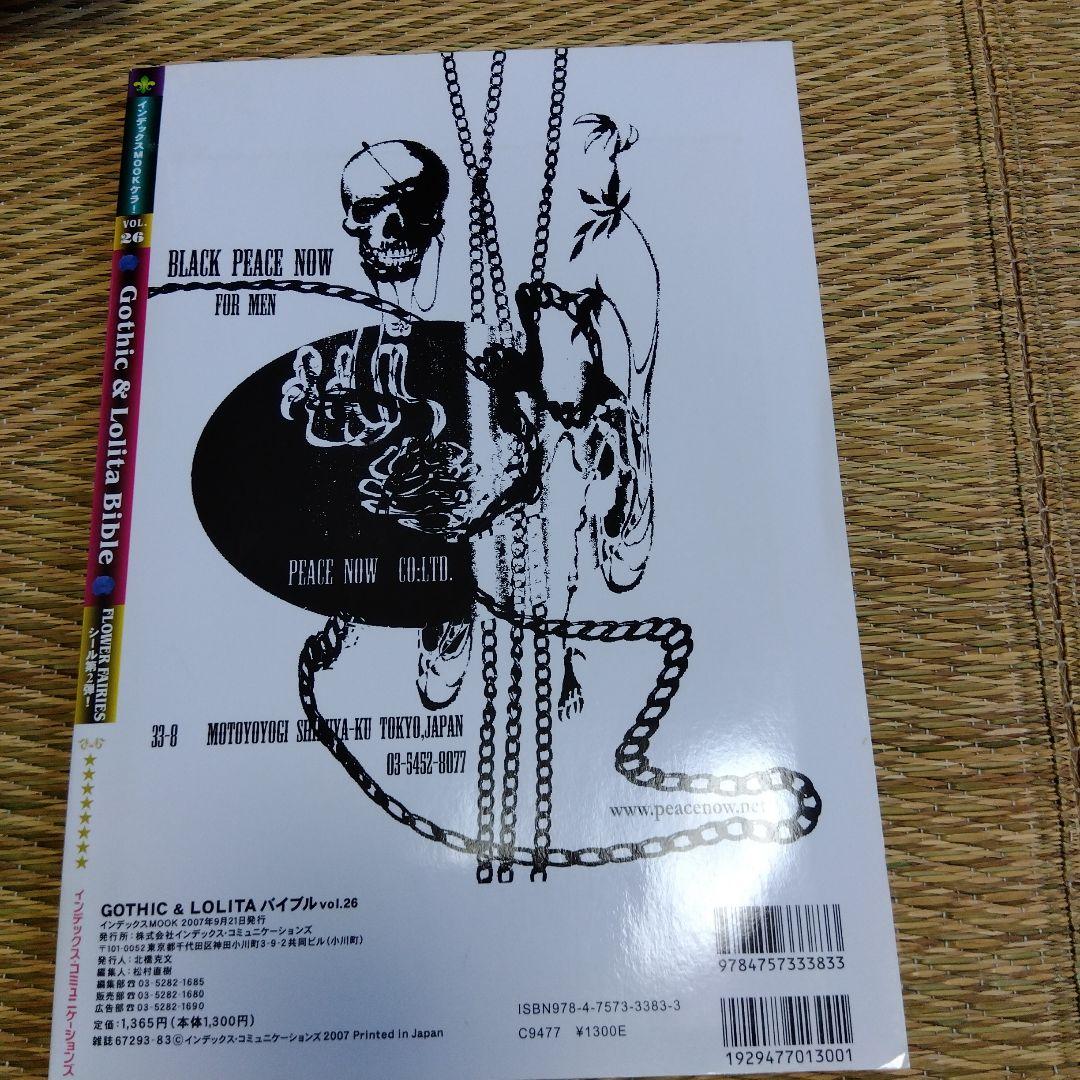 インデックスMOOKケラ!
VOL.
26
Gothic & Lolita Bible
FLOWER FAIRIES
シール第2弾!
★★★★★★★★★
インデックス・コミュニケーションズ
BLACK PEACE NOW
FOR MEN
PEACE NOW CO:LTD.
33-8 MOTOYOYOGI SHIBUYA-KU TOKYO,JAPAN
03-5452-8077
www.peacenow.net
GOTHIC & LOLITA バイブル vol.26
インデックスMOOK 2007年9月21日発行
発行所:株式会社インデックス・コミュニケーションズ
〒101-0052東京都千代田区神田小川町3-9-2共同ビル(小川町)
発行人:北橋克文
編集人:松村直樹
編集部☎03-5282-1685
販売部☎03-5282-1680
広告部☎03-5282-1690
定価:1,365円(本体1,300円)
雑誌67293-83ⓒインデックス・コミュニケーションズ 2007 Printed in Japan
9784757333833
ISBN978-4-7573-3383-3
C9477 ¥1300E
1929477013001